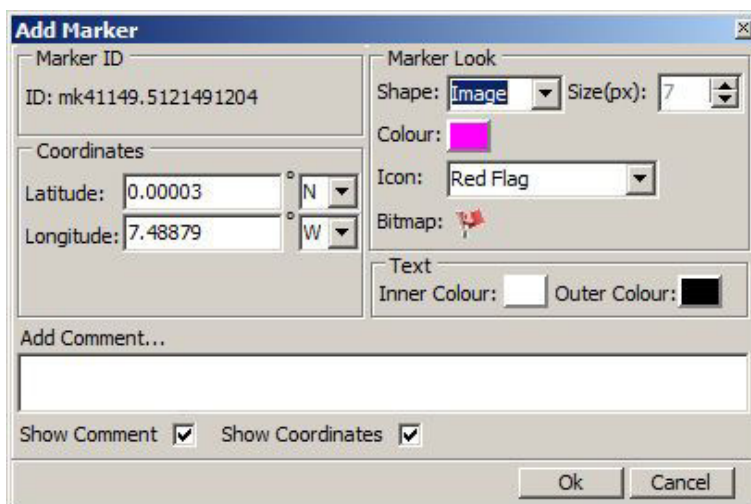 Add Marker
Marker ID
ID: mk41149.5121491204
Coordinates
Latitude: 0.00003 ° N
Longitude: 7.48879 ° W
Marker Look
Shape: Image Size(px): 7
Colour:
Icon: Red Flag
Bitmap:
Text
Inner Colour: Outer Colour:
Add Comment...
Show Comment Show Coordinates
Ok Cancel